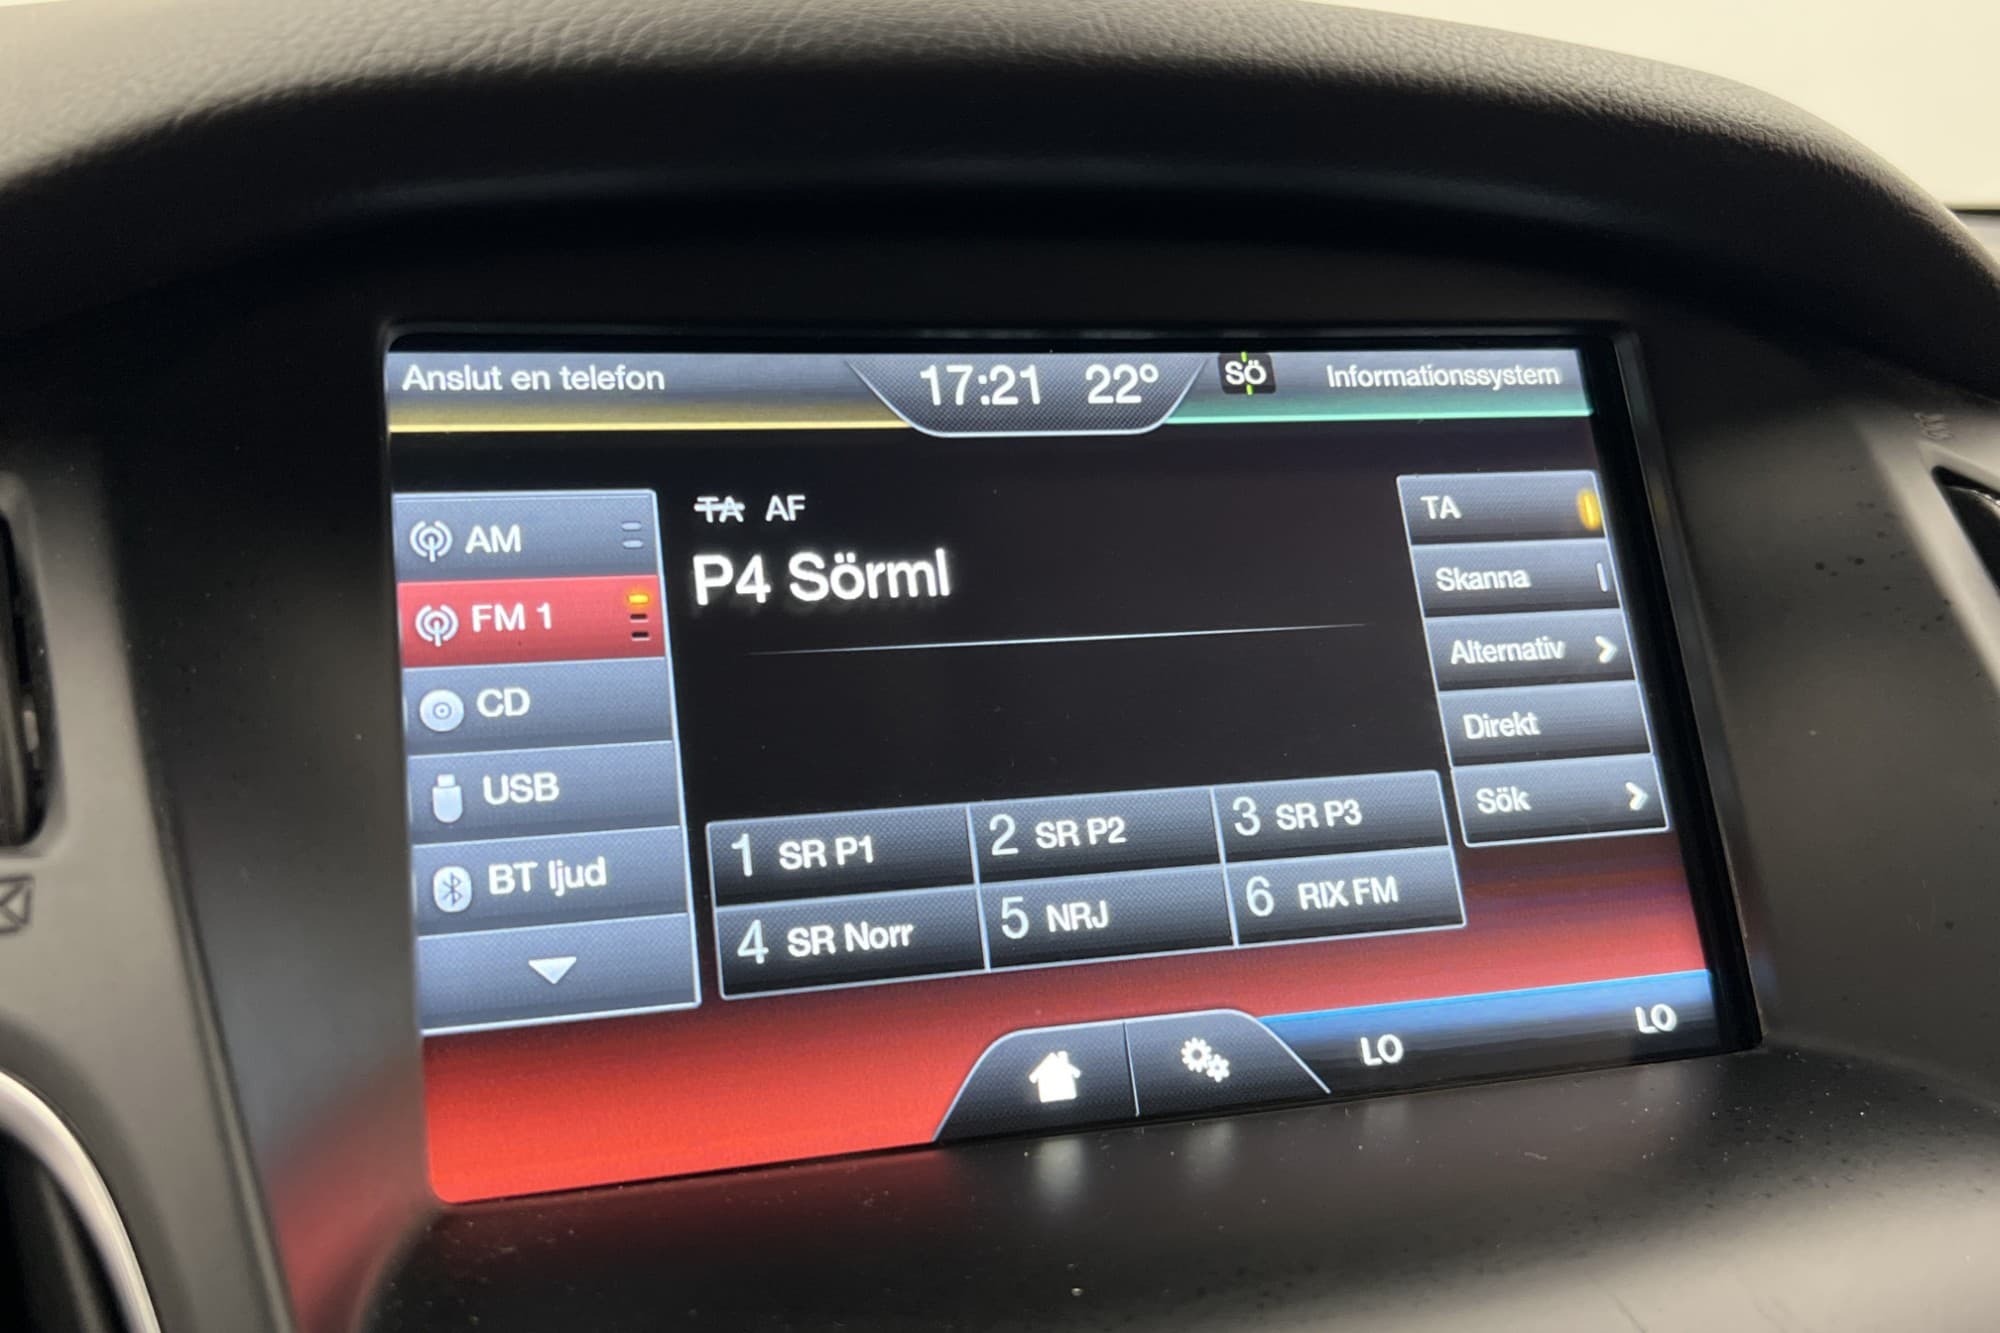 Anslut en telefon
17:21 22°
SÖ
Informationssystem
AM
FM 1
CD
USB
BT ljud
TA AF
P4 Sörml
TA
Skanna
Alternativ
Direkt
Sök
1 SR P1
2 SR P2
3 SR P3
4 SR Norr
5 NRJ
6 RIX FM
LO
LO